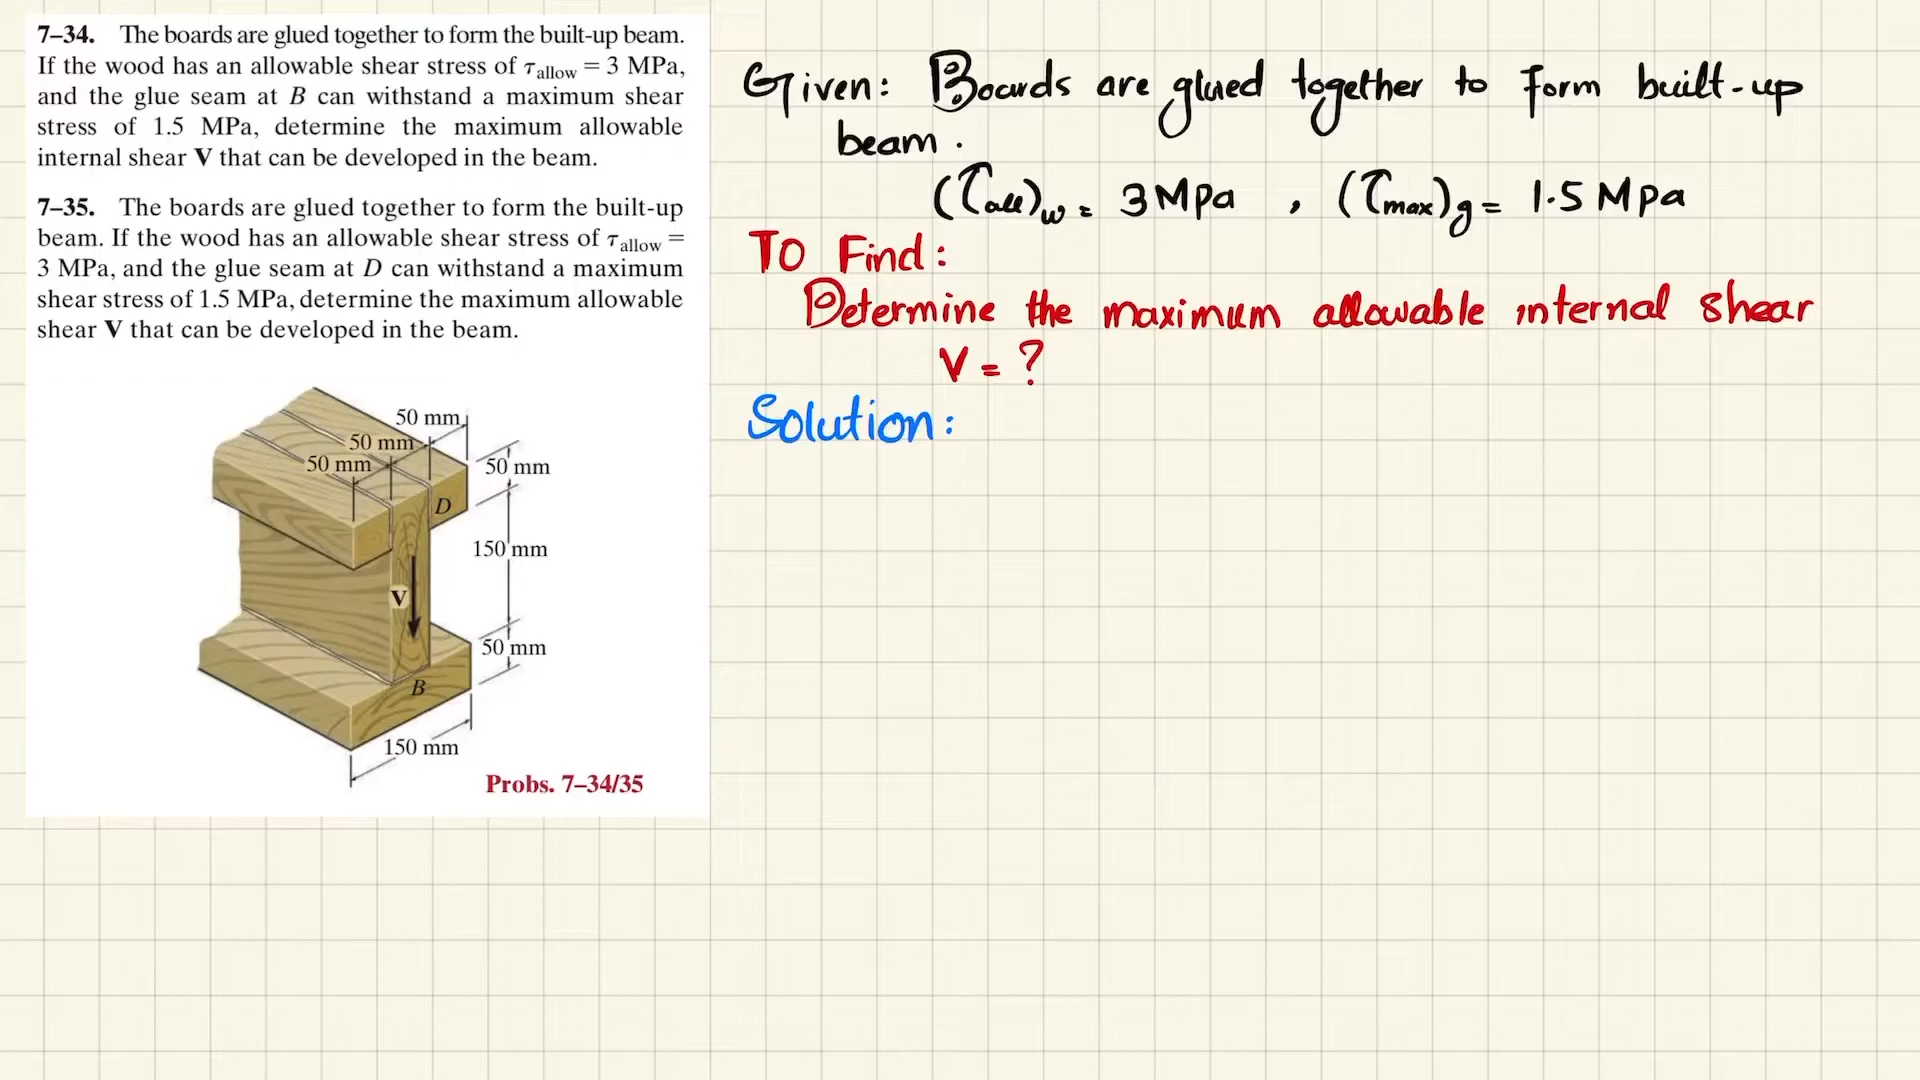 7–34. The boards are glued together to form the built-up beam.
If the wood has an allowable shear stress of τallow = 3 MPa,
and the glue seam at B can withstand a maximum shear
stress of 1.5 MPa, determine the maximum allowable
internal shear V that can be developed in the beam.
7–35. The boards are glued together to form the built-up
beam. If the wood has an allowable shear stress of τallow =
3 MPa, and the glue seam at D can withstand a maximum
shear stress of 1.5 MPa, determine the maximum allowable
shear V that can be developed in the beam.
50 mm
50 mm
50 mm
50 mm
D
150 mm
V
50 mm
B
150 mm
Probs. 7–34/35
Given: Boards are glued together to form built-up
beam.
(τall)w = 3 MPa , (τmax)g = 1.5 MPa
To Find:
Determine the maximum allowable internal shear
V = ?
Solution: